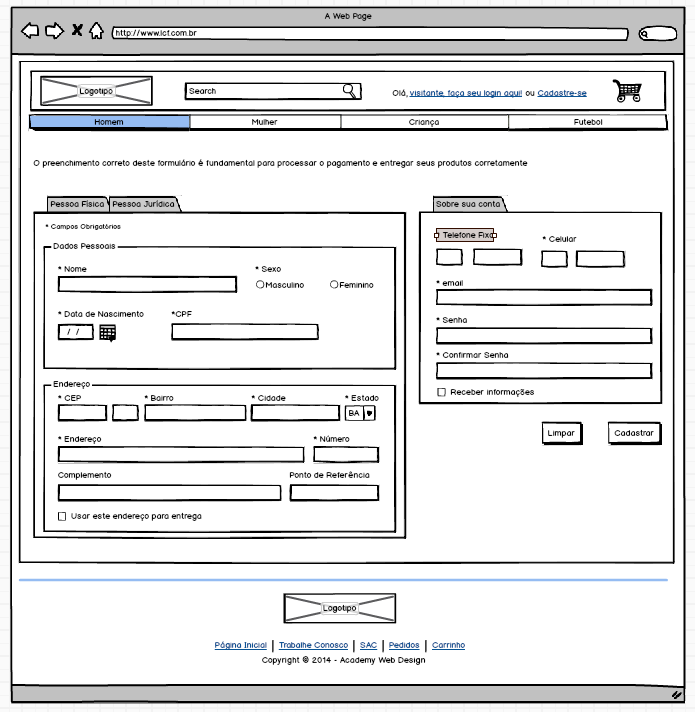 A Web Page
http://www.lcf.com.br
Logotipo
Search
Olá, visitante, faça seu login aqui! ou Cadastre-se
Homem Mulher Criança Futebol
O preenchimento correto deste formulário é fundamental para processar o pagamento e entregar seus produtos corretamente
Pessoa Física Pessoa Jurídica
* Campos Obrigatórios
Dados Pessoais
* Nome * Sexo
Masculino Feminino
* Data de Nascimento *CPF
/ /
Endereço
* CEP * Bairro * Cidade * Estado
BA
* Endereço * Número
Complemento Ponto de Referência
Usar este endereço para entrega
Sobre sua conta
* Telefone Fixo * Celular
* email
* Senha
* Confirmar Senha
Receber informações
Limpar Cadastrar
Logotipo
Página Inicial | Trabalhe Conosco | SAC | Pedidos | Carrinho
Copyright © 2014 - Academy Web Design